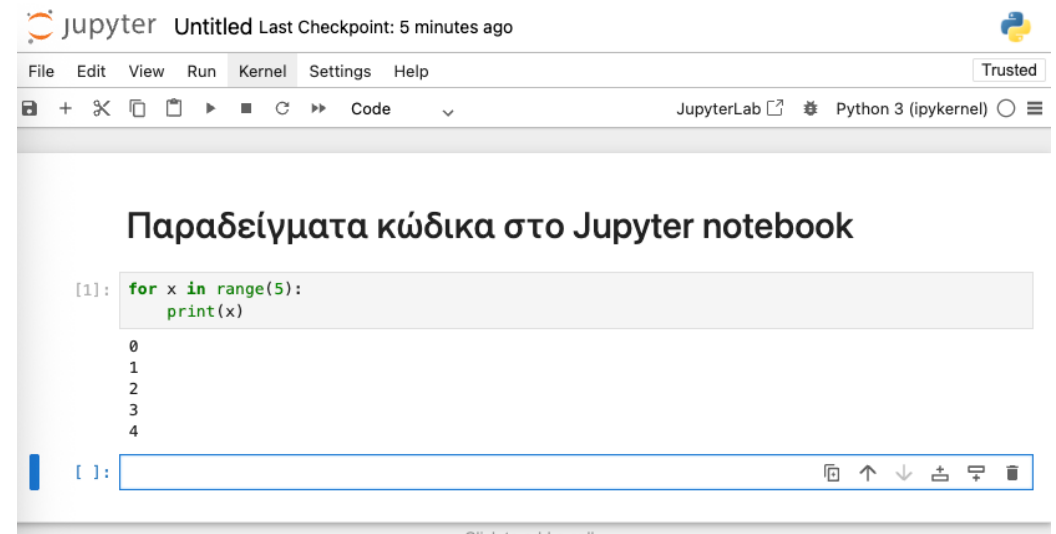 jupyter Untitled Last Checkpoint: 5 minutes ago
File Edit View Run Kernel Settings Help Trusted
Code JupyterLab Python 3 (ipykernel)
Παραδείγματα κώδικα στο Jupyter notebook
[1]: for x in range(5):
print(x)
0
1
2
3
4
[ ]: